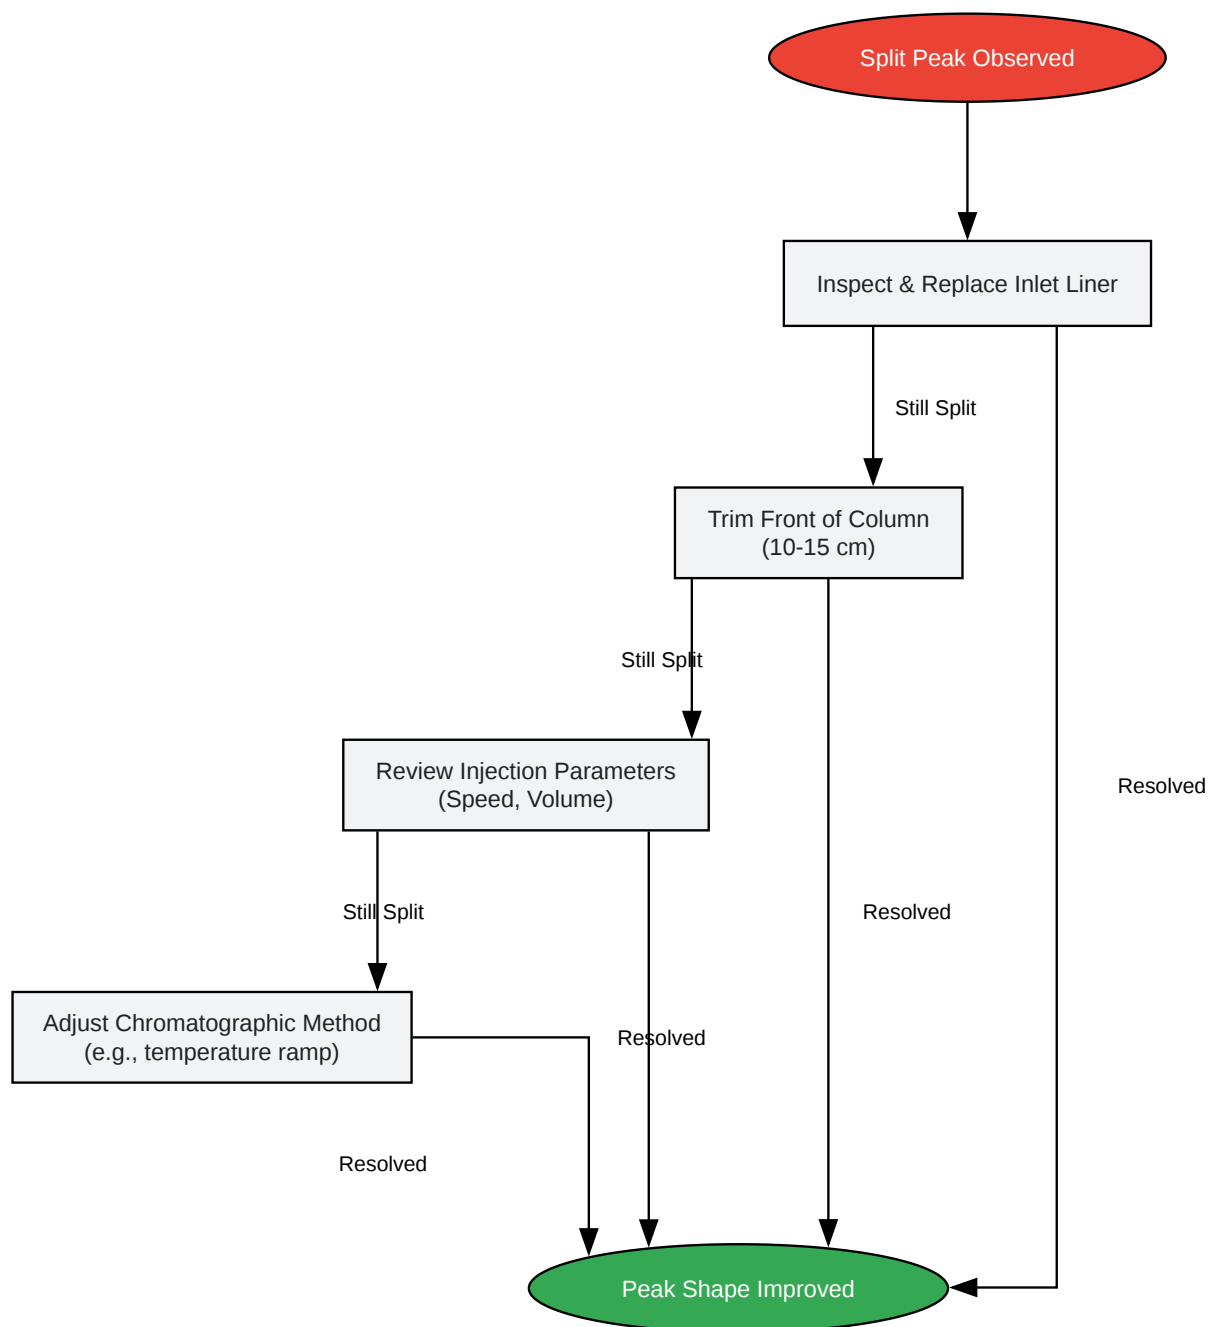 Split Peak Observed
Inspect & Replace Inlet Liner
Still Split
Trim Front of Column
(10-15 cm)
Still Split
Review Injection Parameters
(Speed, Volume)
Resolved
Still Split
Resolved
Adjust Chromatographic Method
(e.g., temperature ramp)
Resolved
Resolved
Peak Shape Improved